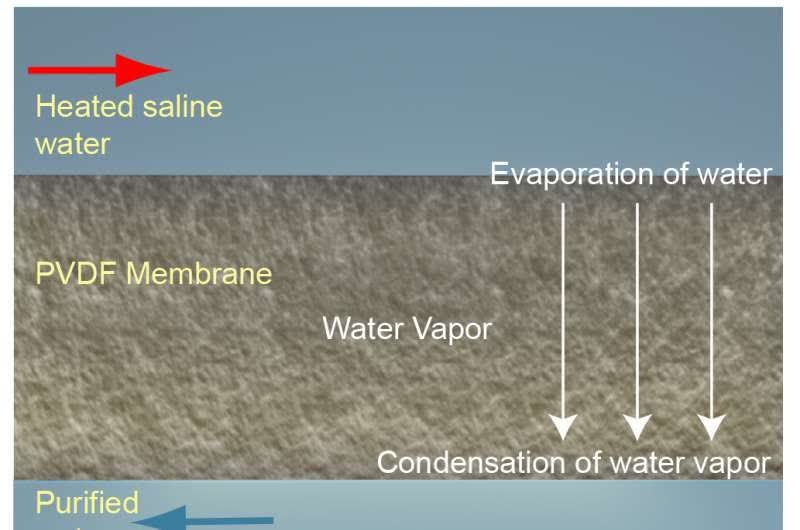 Heated saline
water
Evaporation of water
PVDF Membrane
Water Vapor
Condensation of water vapor
Purified